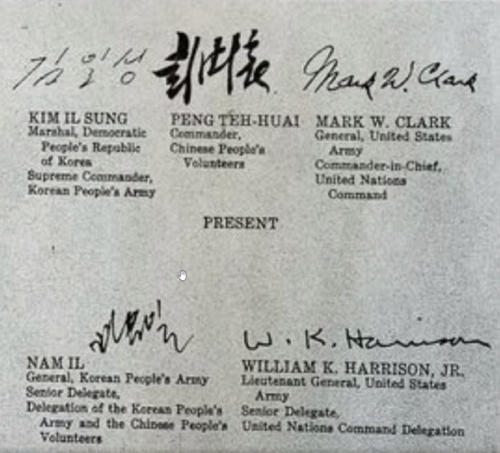 김 일 성
KIM IL SUNG
Marshal, Democratic
People's Republic
of Korea
Supreme Commander,
Korean People's Army
PENG TEH-HUAI
Commander,
Chinese People's
Volunteers
Mark W. Clark
MARK W. CLARK
General, United States
Army
Commander-in-Chief,
United Nations
Command
PRESENT
NAM IL
General, Korean People's Army
Senior Delegate,
Delegation of the Korean People's
Army and the Chinese People's
Volunteers
W. K. Harrison
WILLIAM K. HARRISON, JR.
Lieutenant General, United States
Army
Senior Delegate,
United Nations Command Delegation